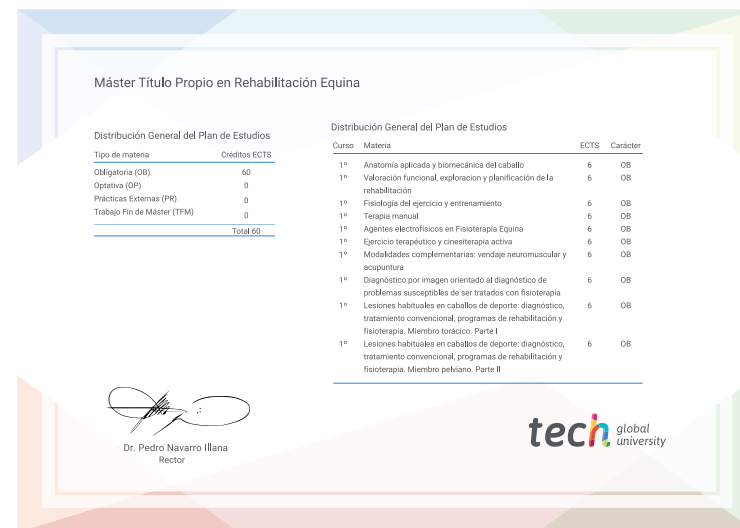 Máster Título Propio en Rehabilitación Equina
Distribución General del Plan de Estudios
Tipo de materia Créditos ECTS
Obligatoria (OB) 60
Optativa (OP) 0
Prácticas Externas (PR) 0
Trabajo Fin de Máster (TFM) 0
Total 60
Distribución General del Plan de Estudios
Curso Materia ECTS Carácter
1º Anatomía aplicada y biomecánica del caballo 6 OB
1º Valoración funcional, exploracion y planificación de la 6 OB
rehabilitación
1º Fisiología del ejercicio y entrenamiento 6 OB
1º Terapia manual 6 OB
1º Agentes electrofísicos en Fisioterapia Equina 6 OB
1º Ejercicio terapéutico y cinesiterapia activa 6 OB
1º Modalidades complementarias: vendaje neuromuscular y 6 OB
acupuntura
1º Diagnóstico por imagen orientado al diagnóstico de 6 OB
problemas susceptibles de ser tratados con fisioterapia
1º Lesiones habituales en caballos de deporte: diagnóstico, 6 OB
tratamiento convencional, programas de rehabilitación y
fisioterapia. Miembro torácico. Parte I
1º Lesiones habituales en caballos de deporte: diagnóstico, 6 OB
tratamiento convencional, programas de rehabilitación y
fisioterapia. Miembro pelviano. Parte II
Dr. Pedro Navarro Illana
Rector
tech global
university